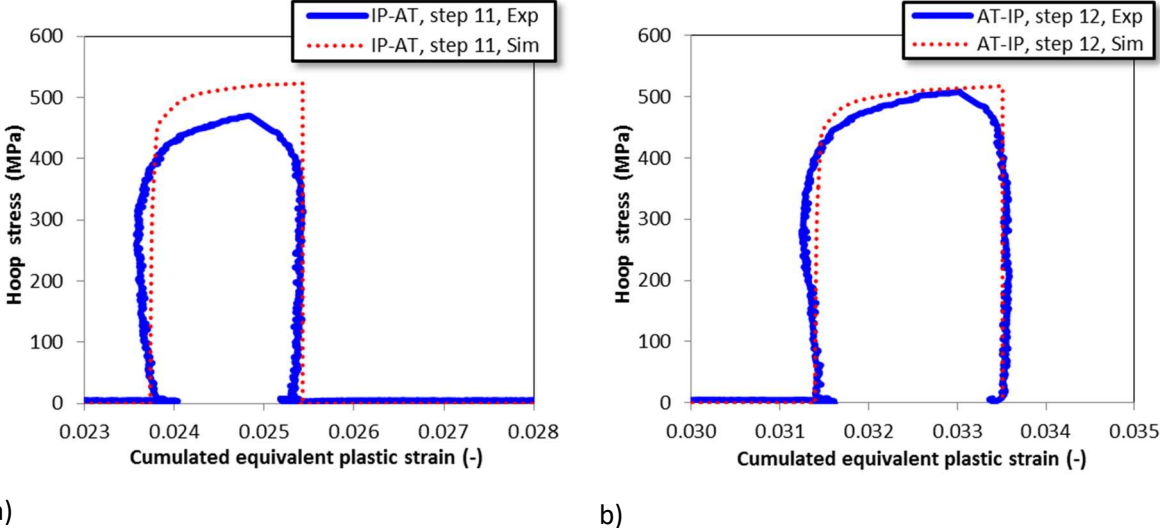 IP-AT, step 11, Exp
IP-AT, step 11, Sim
600
500
400
300
200
100
0
Hoop stress (MPa)
0.023 0.024 0.025 0.026 0.027 0.028
Cumulated equivalent plastic strain (-)
AT-IP, step 12, Exp
AT-IP, step 12, Sim
600
500
400
300
200
100
0
Hoop stress (MPa)
0.030 0.031 0.032 0.033 0.034 0.035
Cumulated equivalent plastic strain (-)
b)